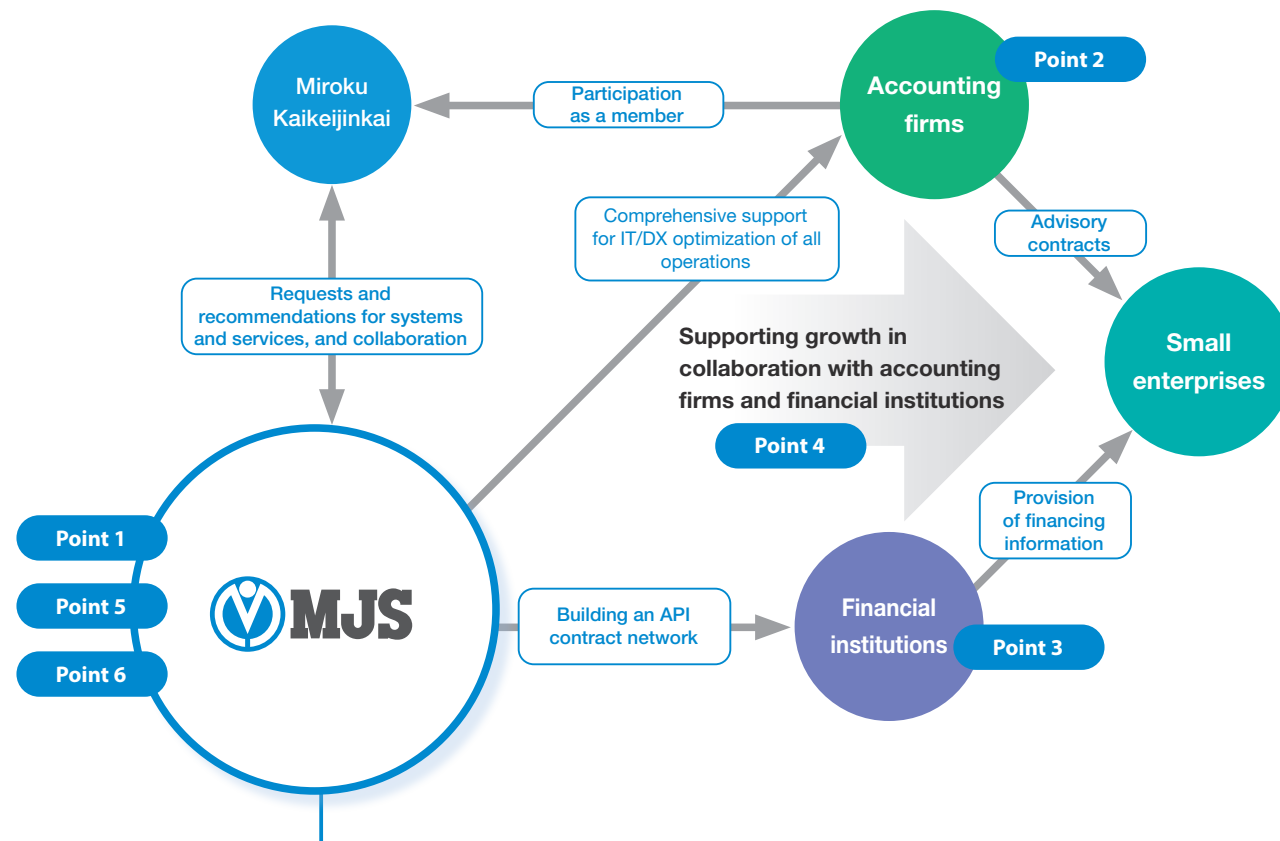 Miroku
Kaikeijinkai
Participation
as a member
Accounting
firms
Point 2
Comprehensive support
for IT/DX optimization of all
operations
Advisory
contracts
Requests and
recommendations for systems
and services, and collaboration
Supporting growth in
collaboration with accounting
firms and financial institutions
Point 4
Small
enterprises
Point 1
Point 5
Point 6
MJS
Building an API
contract network
Financial
institutions
Point 3
Provision
of financing
information